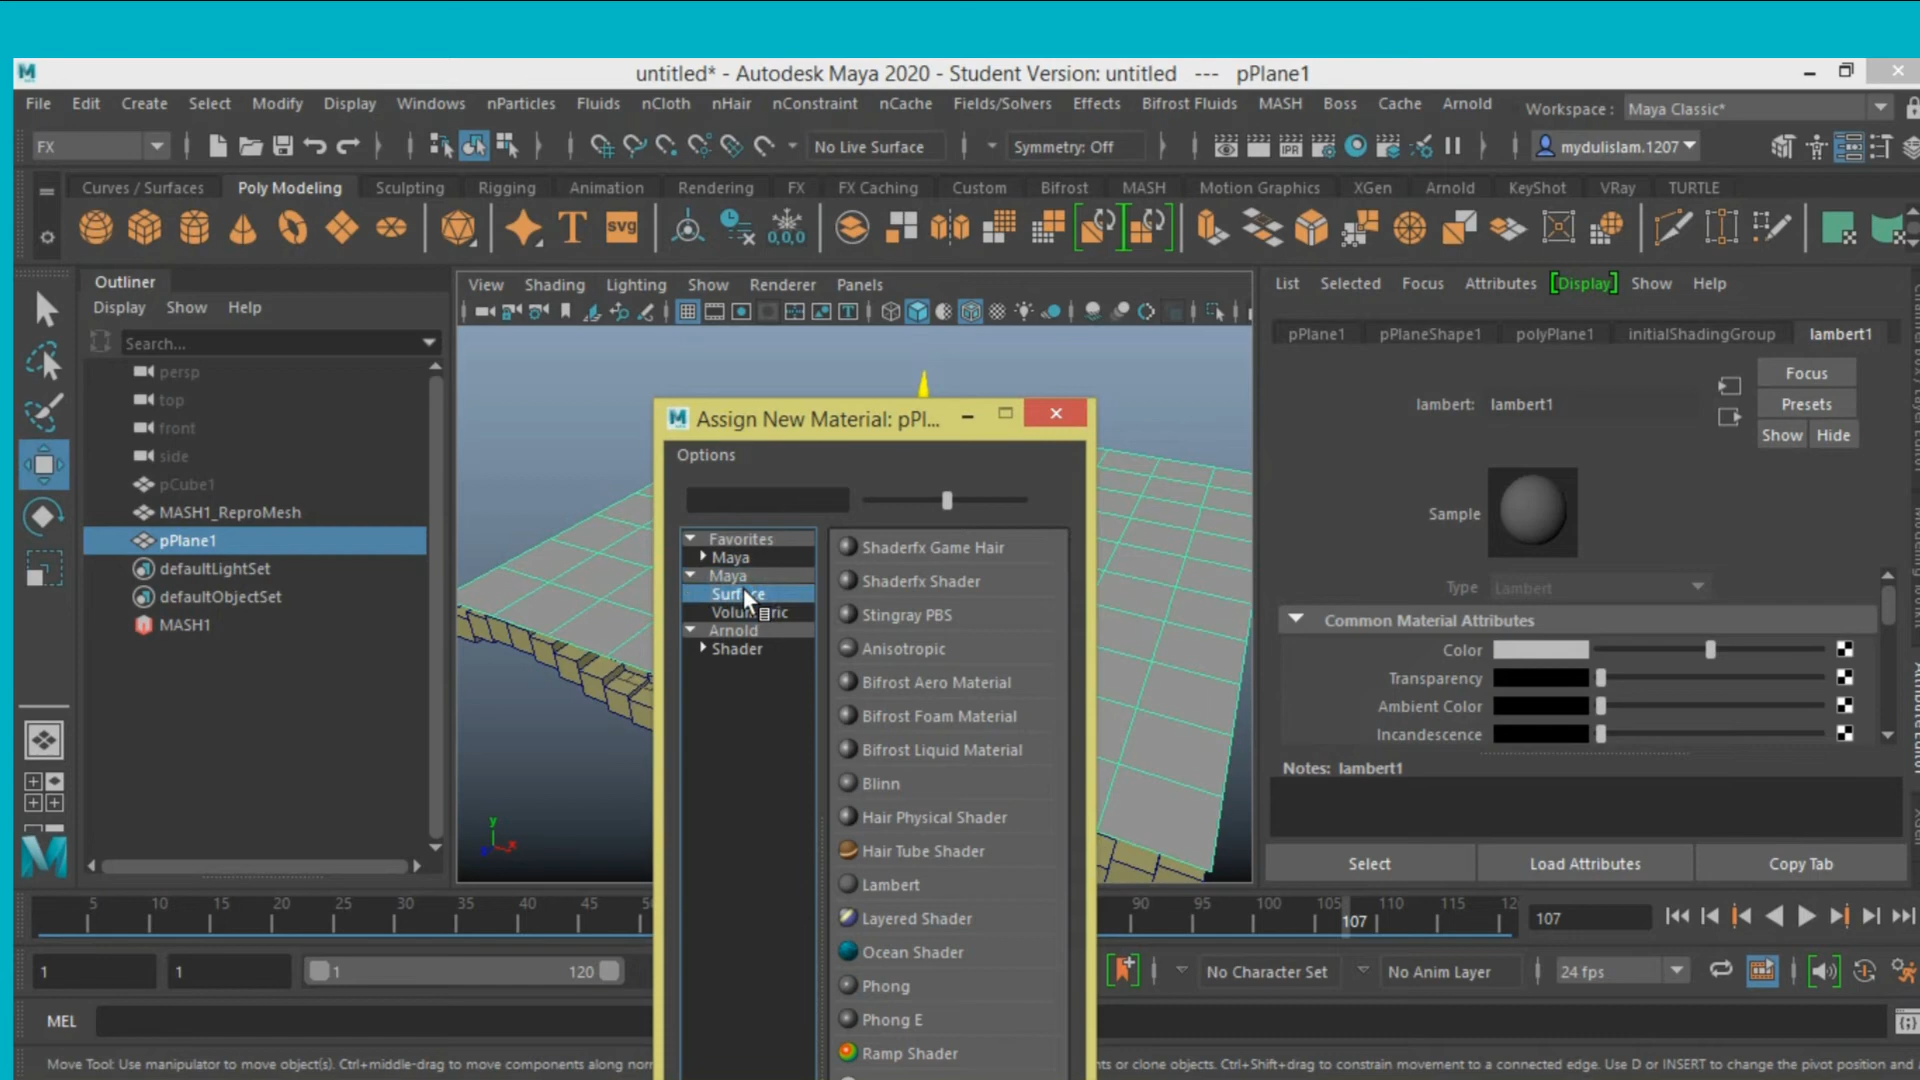 untitled* - Autodesk Maya 2020 - Student Version: untitled --- pPlane1
File Edit Create Select Modify Display Windows nParticles Fluids nCloth nHair nConstraint nCache Fields/Solvers Effects Bifrost Fluids MASH Boss Cache Arnold Workspace : Maya Classic*
FX No Live Surface Symmetry: Off mydulislam.1207
Curves / Surfaces Poly Modeling Sculpting Rigging Animation Rendering FX FX Caching Custom Bifrost MASH Motion Graphics XGen Arnold KeyShot VRay TURTLE
T SVG 0,0,0
Outliner
Display Show Help
Search...
persp
top
front
side
pCube1
MASH1_ReproMesh
pPlane1
defaultLightSet
defaultObjectSet
MASH1
View Shading Lighting Show Renderer Panels
y
x
Assign New Material: pPl...
Options
Favorites
Maya
Maya
Surface
Arnold
Shader
Shaderfx Game Hair
Shaderfx Shader
Stingray PBS
Anisotropic
Bifrost Aero Material
Bifrost Foam Material
Bifrost Liquid Material
Blinn
Hair Physical Shader
Hair Tube Shader
Lambert
Layered Shader
Ocean Shader
Phong
Phong E
Ramp Shader
List Selected Focus Attributes Display Show Help
pPlane1 pPlaneShape1 polyPlane1 initialShadingGroup lambert1
lambert: lambert1
Focus
Presets
Show Hide
Sample
Type Lambert
Common Material Attributes
Color
Transparency
Ambient Color
Incandescence
Notes: lambert1
Select Load Attributes Copy Tab
5 10 15 20 25 30 35 40 45 90 95 100 105 107 110 115 107
1 1 1 120 No Character Set No Anim Layer 24 fps
MEL
Move Tool: Use manipulator to move object(s). Ctrl+middle-drag to move components along
or clone objects. Ctrl+Shift+drag to constrain movement to a connected edge. Use D or INSERT to change the pivot position and